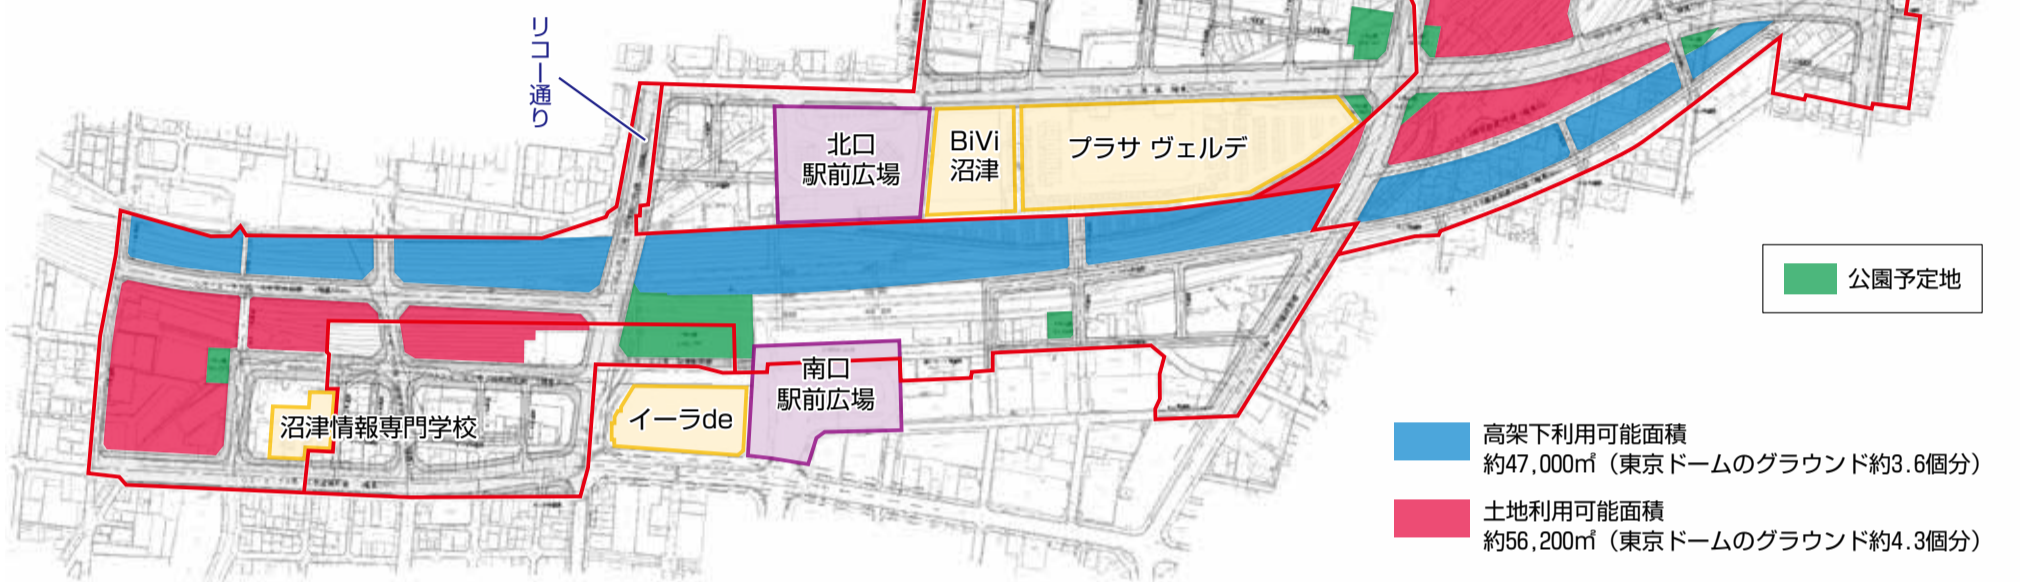 リコー通り
北口
駅前広場
BiVi
沼津
プラサ ヴェルデ
公園予定地
南口
駅前広場
イーラde
沼津情報専門学校
高架下利用可能面積
約47,000㎡（東京ドームのグラウンド約3.6個分）
土地利用可能面積
約56,200㎡（東京ドームのグラウンド約4.3個分）